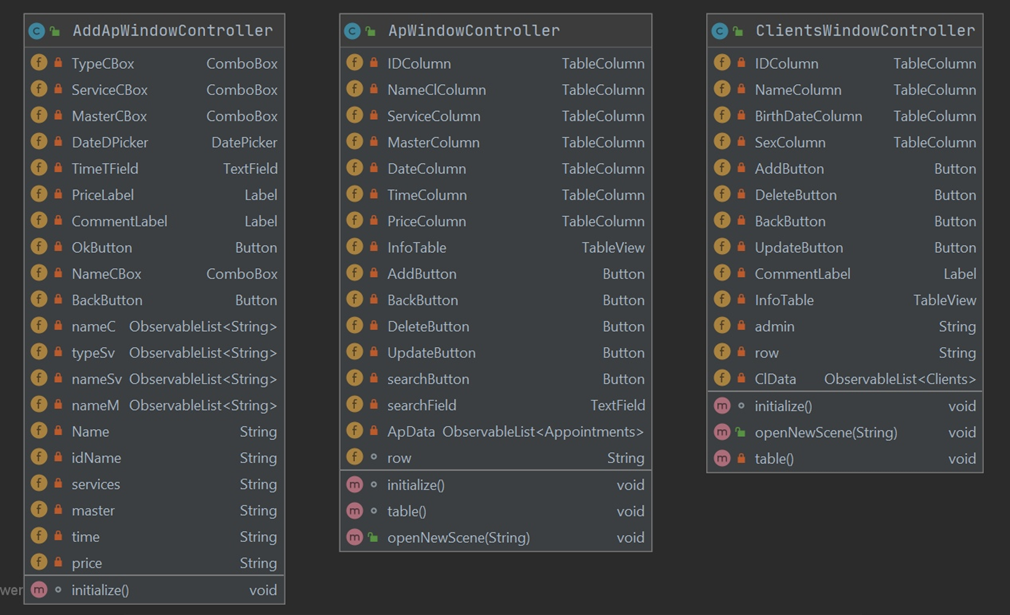 AddApWindowController
TypeCBox ComboBox
ServiceCBox ComboBox
MasterCBox ComboBox
DateDPicker DatePicker
TimeTField TextField
PriceLabel Label
CommentLabel Label
OkButton Button
NameCBox ComboBox
BackButton Button
nameC ObservableList<String>
typeSv ObservableList<String>
nameSv ObservableList<String>
nameM ObservableList<String>
Name String
idName String
services String
master String
time String
price String
wer
initialize() void
ApWindowController
IDColumn TableColumn
NameClColumn TableColumn
ServiceColumn TableColumn
MasterColumn TableColumn
DateColumn TableColumn
TimeColumn TableColumn
PriceColumn TableColumn
InfoTable TableView
AddButton Button
BackButton Button
DeleteButton Button
UpdateButton Button
searchButton Button
searchField TextField
ApData ObservableList<Appointments>
row String
initialize() void
table() void
openNewScene(String) void
ClientsWindowController
IDColumn TableColumn
NameColumn TableColumn
BirthDateColumn TableColumn
SexColumn TableColumn
AddButton Button
DeleteButton Button
BackButton Button
UpdateButton Button
CommentLabel Label
InfoTable TableView
admin String
row String
ClData ObservableList<Clients>
initialize() void
openNewScene(String) void
table() void